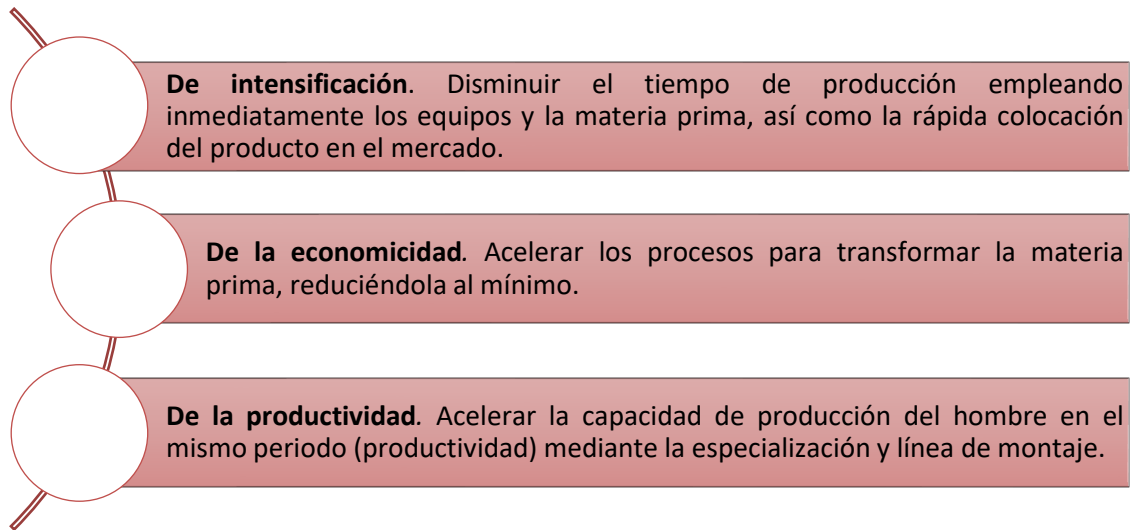 De intensificación. Disminuir el tiempo de producción empleando
inmediatamente los equipos y la materia prima, así como la rápida colocación
del producto en el mercado.
De la economicidad. Acelerar los procesos para transformar la materia
prima, reduciéndola al mínimo.
De la productividad. Acelerar la capacidad de producción del hombre en el
mismo periodo (productividad) mediante la especialización y línea de montaje.